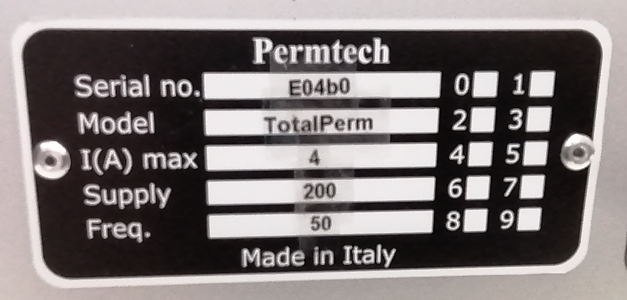 Permtech
Serial no. E04b0 0 1
Model TotalPerm 2 3
I(A) max 4 4 5
Supply 200 6 7
Freq. 50 8 9
Made in Italy